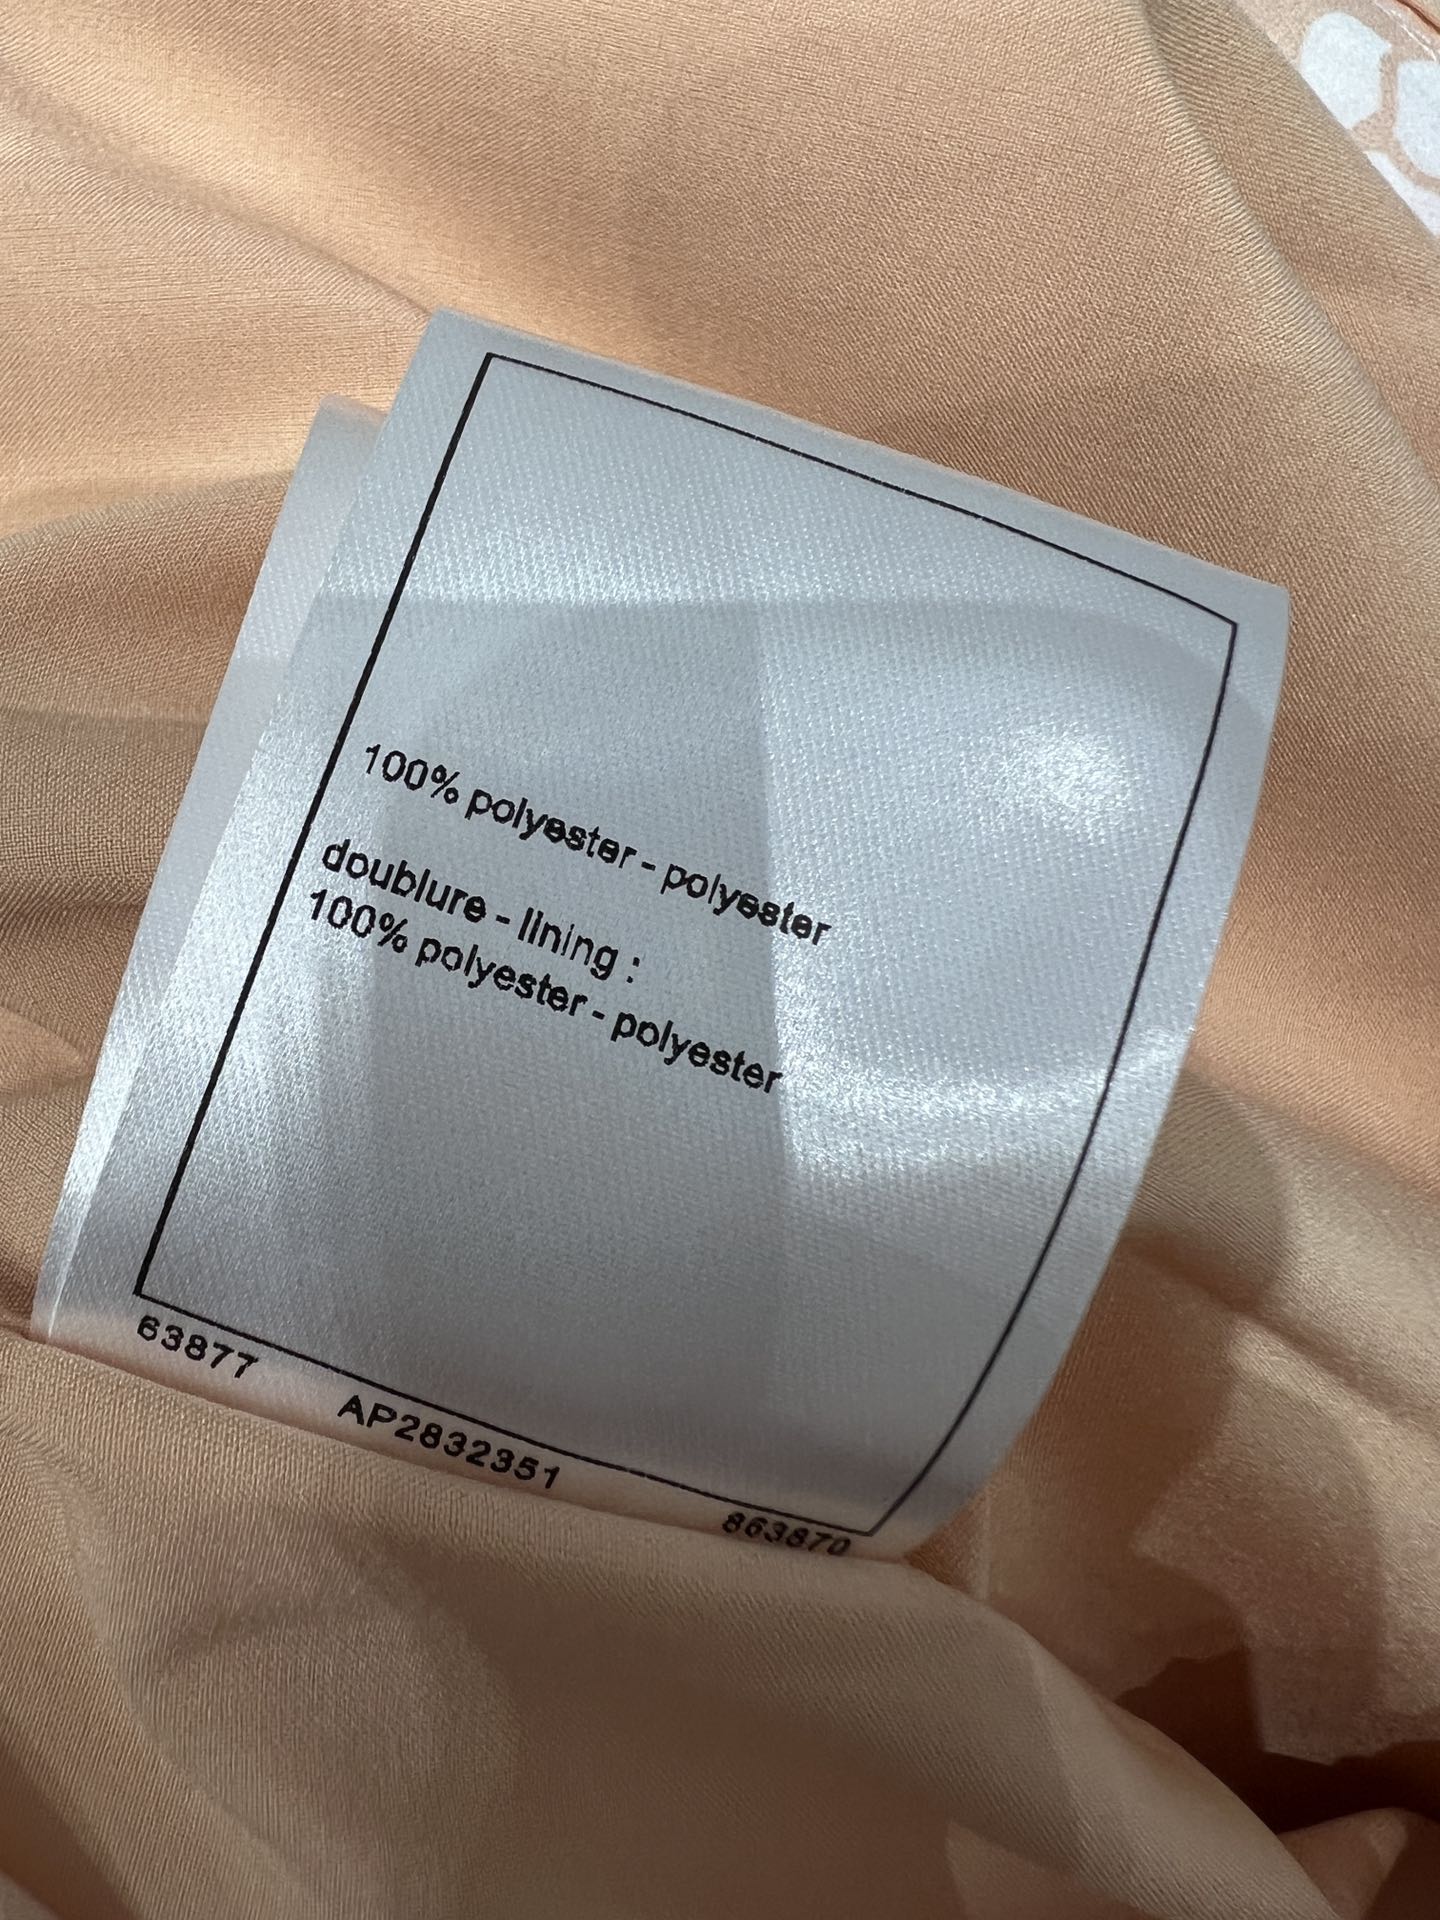 100% polyester - polyester
doublure - lining :
100% polyester - polyester
63877 AP2832351 863870